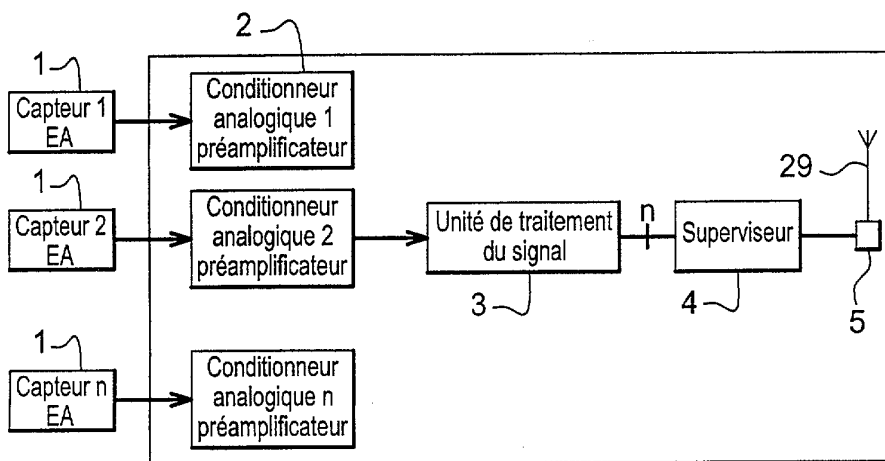 2
1
Capteur 1
EA
Conditionneur
analogique 1
préamplificateur
1
Capteur 2
EA
Conditionneur
analogique 2
préamplificateur
Unité de traitement
du signal
3
n
Superviseur
4
29
5
1
Capteur n
EA
Conditionneur
analogique n
préamplificateur